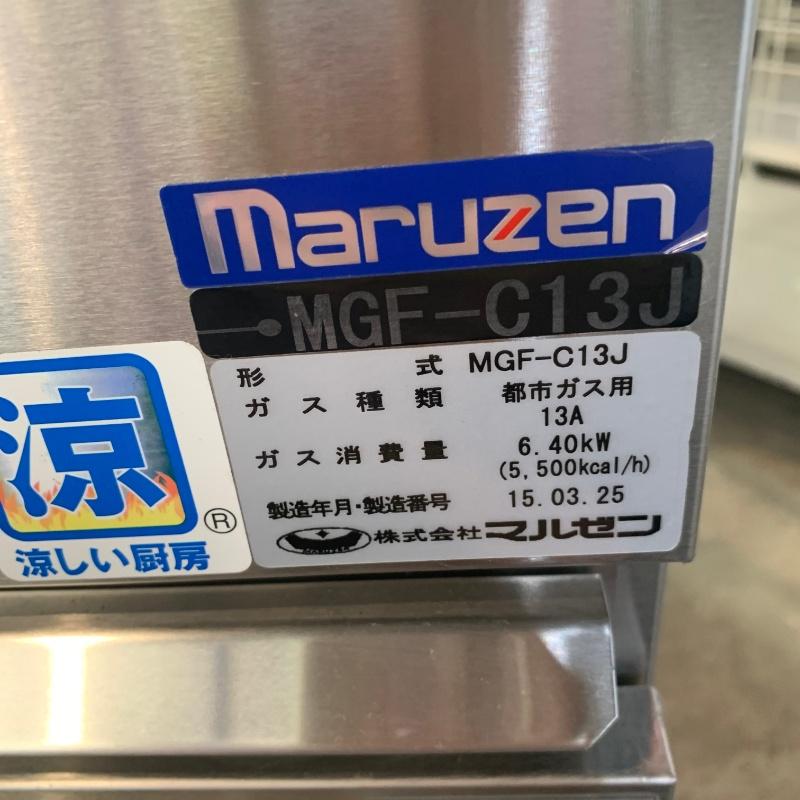 maruzen
MGF-C13J
形式 MGF-C13J
ガス種類 都市ガス用
13A
ガス消費量 6.40kW
(5,500kcal/h)
製造年月・製造番号 15.03.25
MARUZEN 株式会社マルゼン
涼
®
涼しい厨房